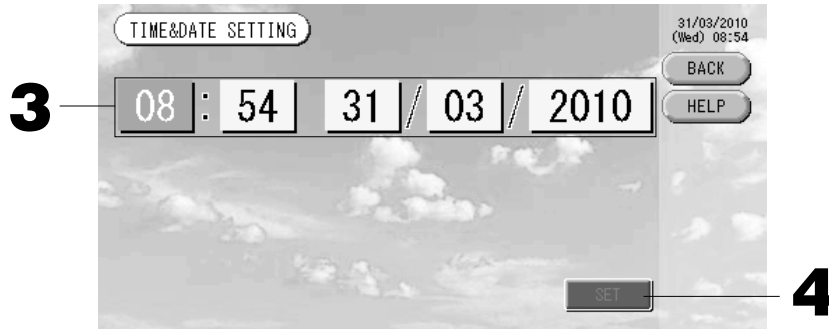 TIME&DATE SETTING
31/03/2010
(Wed) 08:54
BACK
3
08 : 54 31 / 03 / 2010
HELP
SET
4